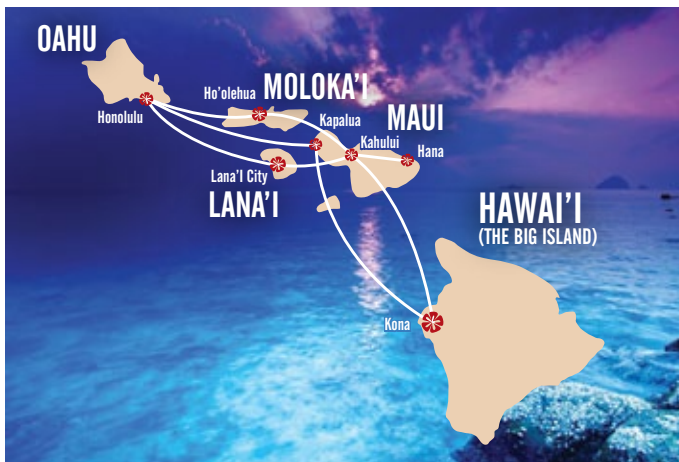 OAHU
Honolulu
Ho'olehua
MOLOKA'I
Kapalua
MAUI
Kahului
Hana
Lana'I City
LANA'I
HAWAI'I
(THE BIG ISLAND)
Kona